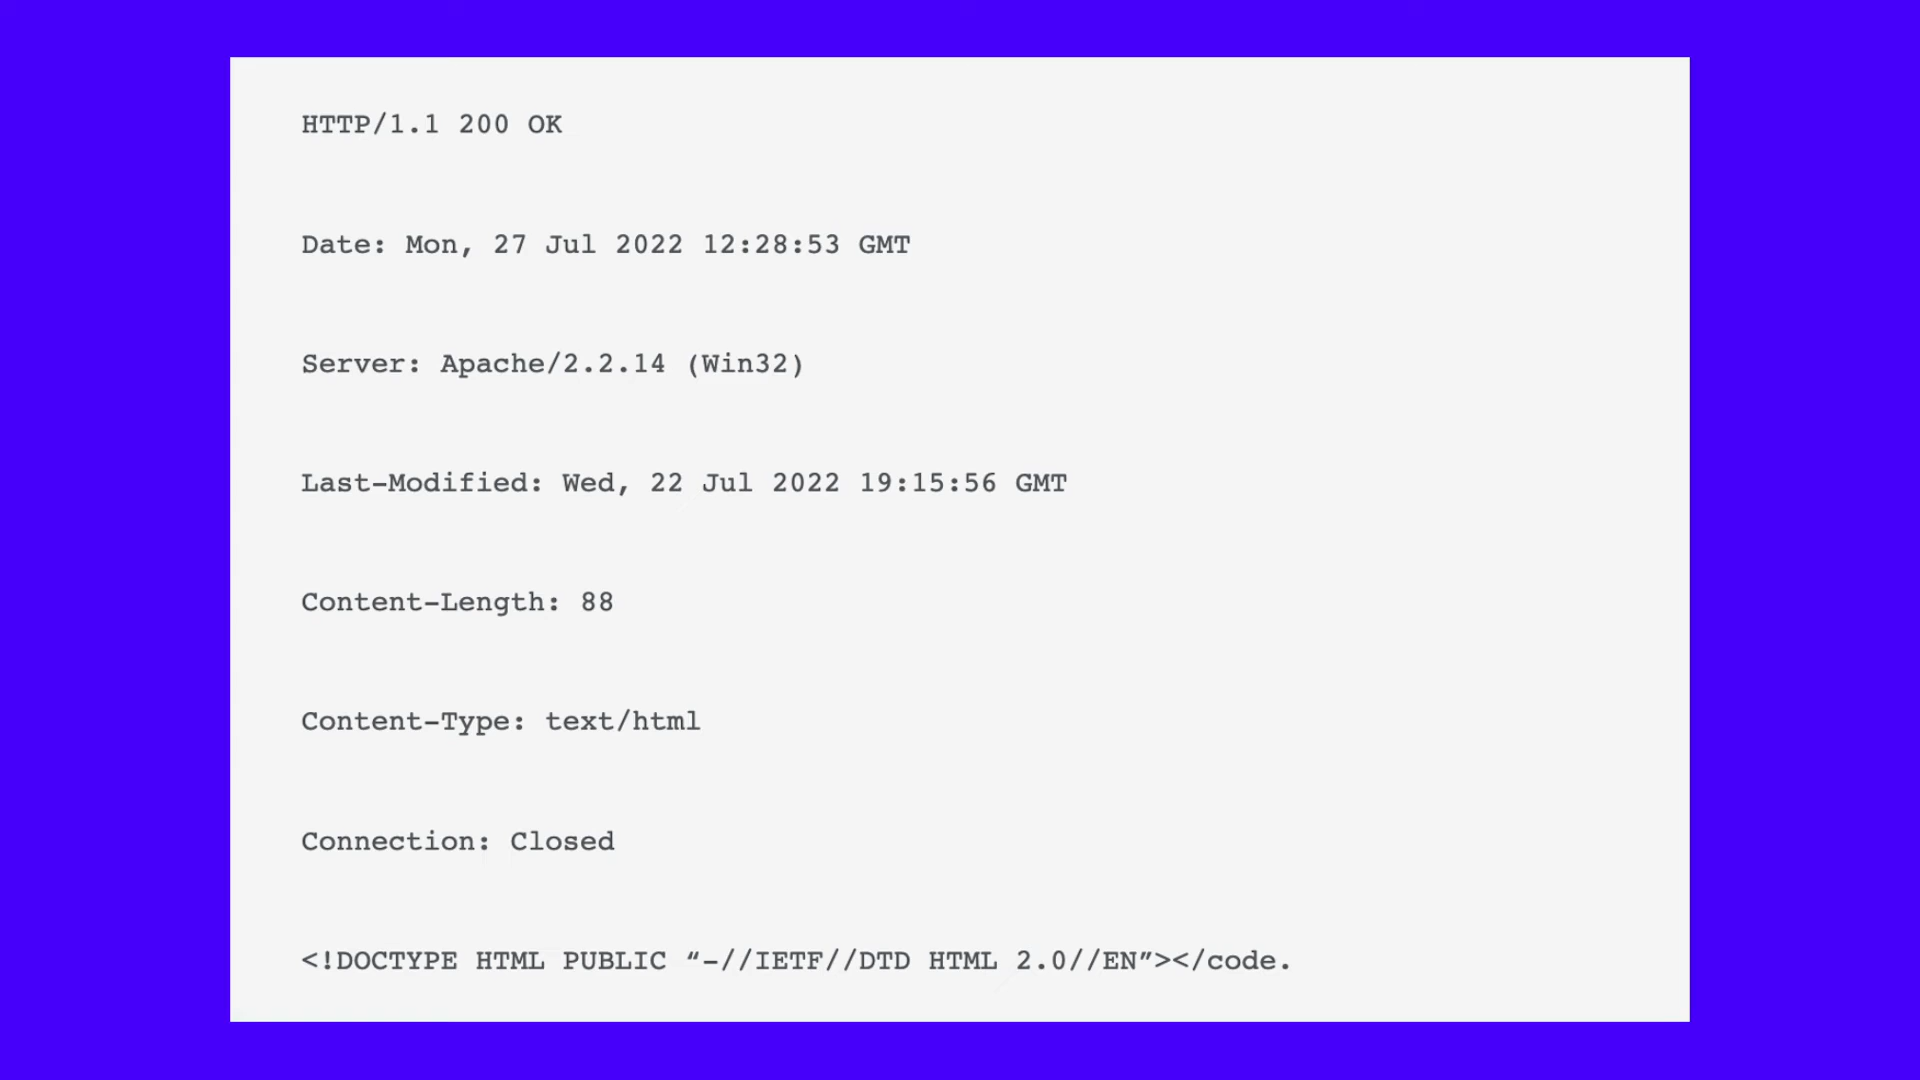 HTTP/1.1 200 OK
Date: Mon, 27 Jul 2022 12:28:53 GMT
Server: Apache/2.2.14 (Win32)
Last-Modified: Wed, 22 Jul 2022 19:15:56 GMT
Content-Length: 88
Content-Type: text/html
Connection: Closed
<!DOCTYPE HTML PUBLIC “-//IETF//DTD HTML 2.0//EN”></code.